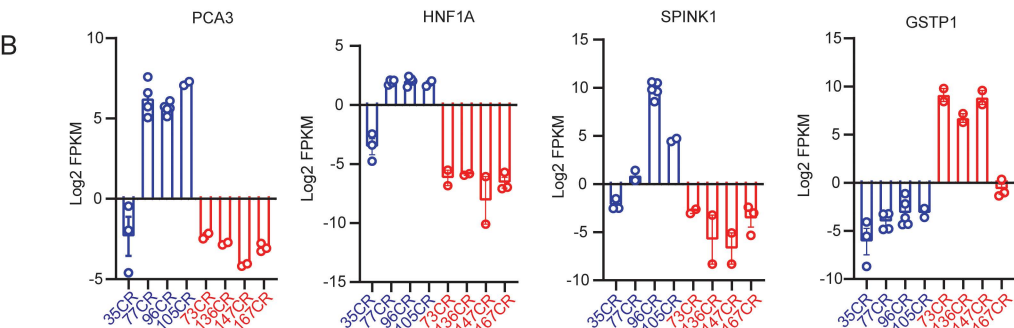 B
PCA3
Log2 FPKM
10
5
0
-5
35CR
77CR
96CR
105CR
73CR
136CR
147CR
167CR
HNF1A
Log2 FPKM
5
0
-5
-10
-15
35CR
77CR
96CR
105CR
73CR
136CR
147CR
167CR
SPINK1
Log2 FPKM
15
10
5
0
-5
-10
35CR
77CR
96CR
105CR
73CR
136CR
147CR
167CR
GSTP1
Log2 FPKM
15
10
5
0
-5
-10
35CR
77CR
96CR
105CR
73CR
136CR
147CR
167CR